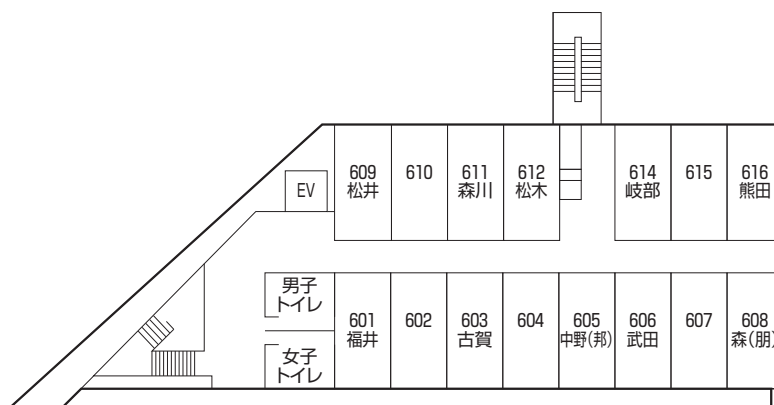 609
松井
610
611
森川
612
松木
614
岐部
615
616
熊田
EV
男子
トイレ
女子
トイレ
601
福井
602
603
古賀
604
605
中野(邦)
606
武田
607
608
森(朋)